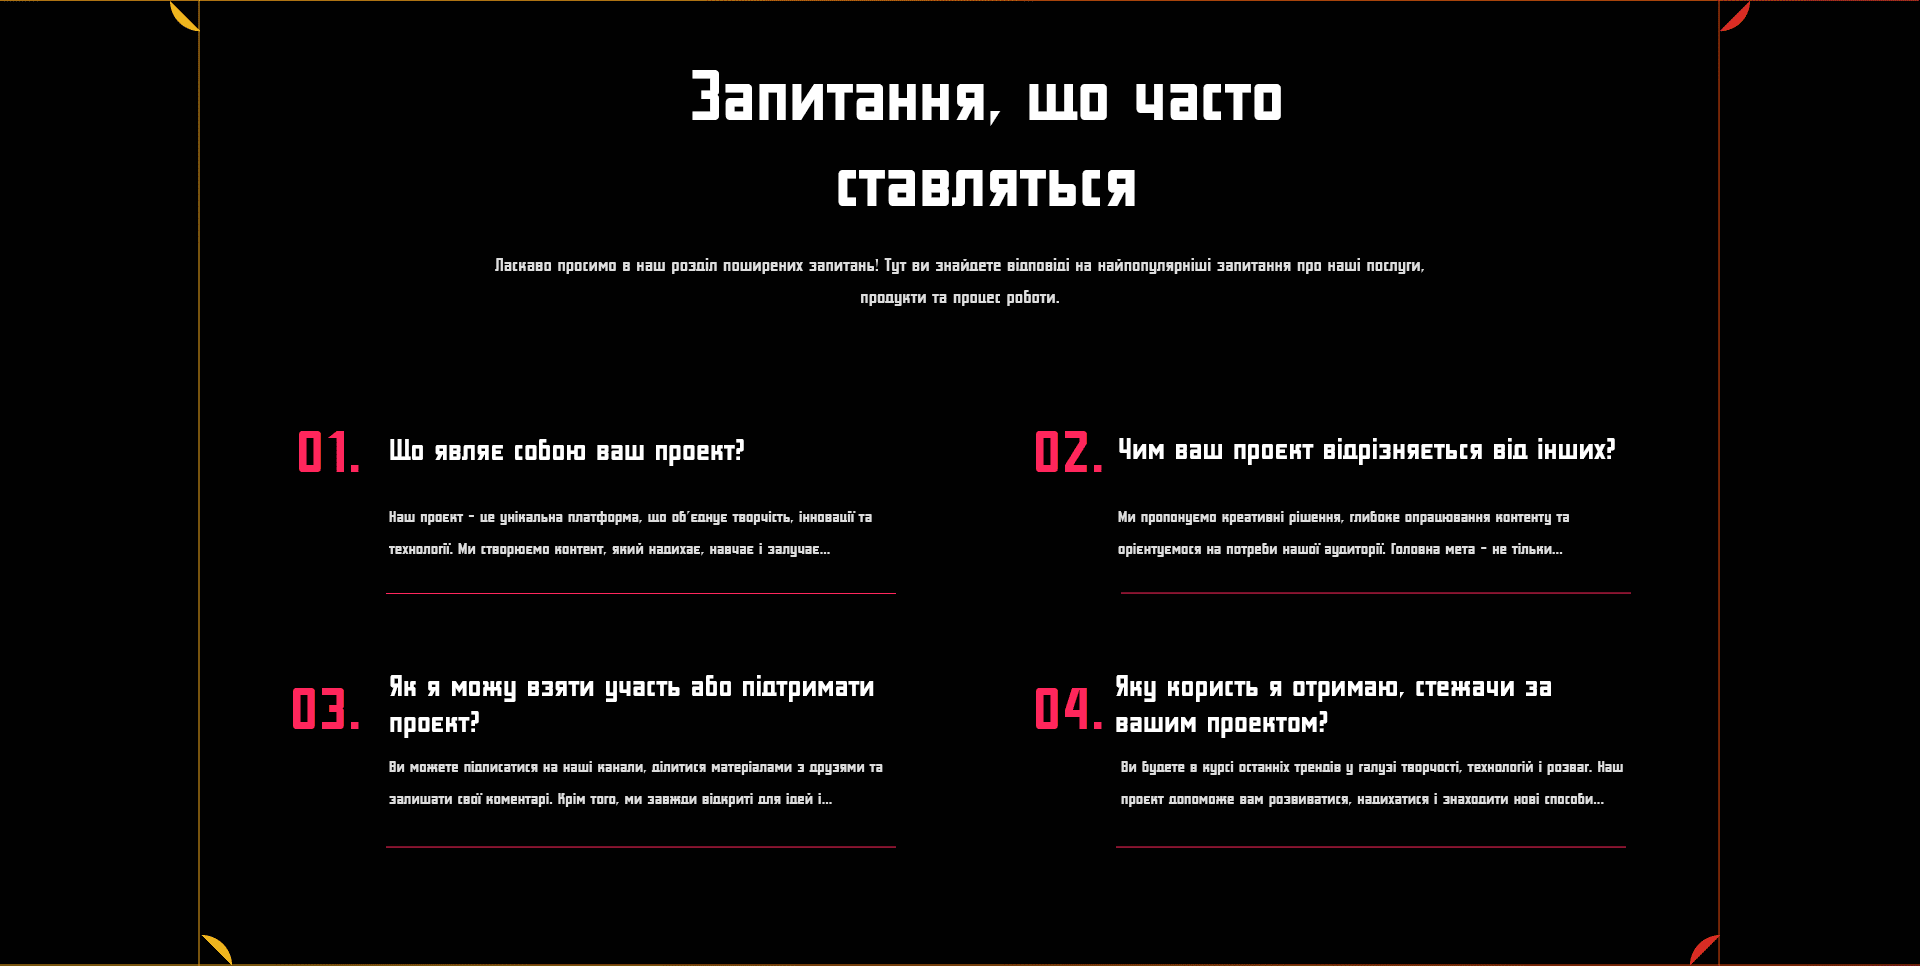 Запитання, що часто
ставляться
Ласкаво просимо в наш розділ поширених запитань! Тут ви знайдете відповіді на найпопулярніші запитання про наші послуги,
продукти та процес роботи.
01.
Що являє собою ваш проект?
Наш проєкт - це унікальна платформа, що об'єднує творчість, інновації та
технології. Ми створюємо контент, який надихає, навчає і залучає...
02.
Чим ваш проєкт відрізняється від інших?
Ми пропонуємо креативні рішення, глибоке опрацювання контенту та
орієнтуємося на потреби нашої аудиторії. Головна мета - не тільки...
03.
Як я можу взяти участь або підтримати
проєкт?
Ви можете підписатися на наші канали, ділитися матеріалами з друзями та
залишати свої коментарі. Крім того, ми завжди відкриті для ідей і...
04.
Яку користь я отримаю, стежачи за
вашим проектом?
Ви будете в курсі останніх трендів у галузі творчості, технологій і розваг. Наш
проєкт допоможе вам розвиватися, надихатися і знаходити нові способи...